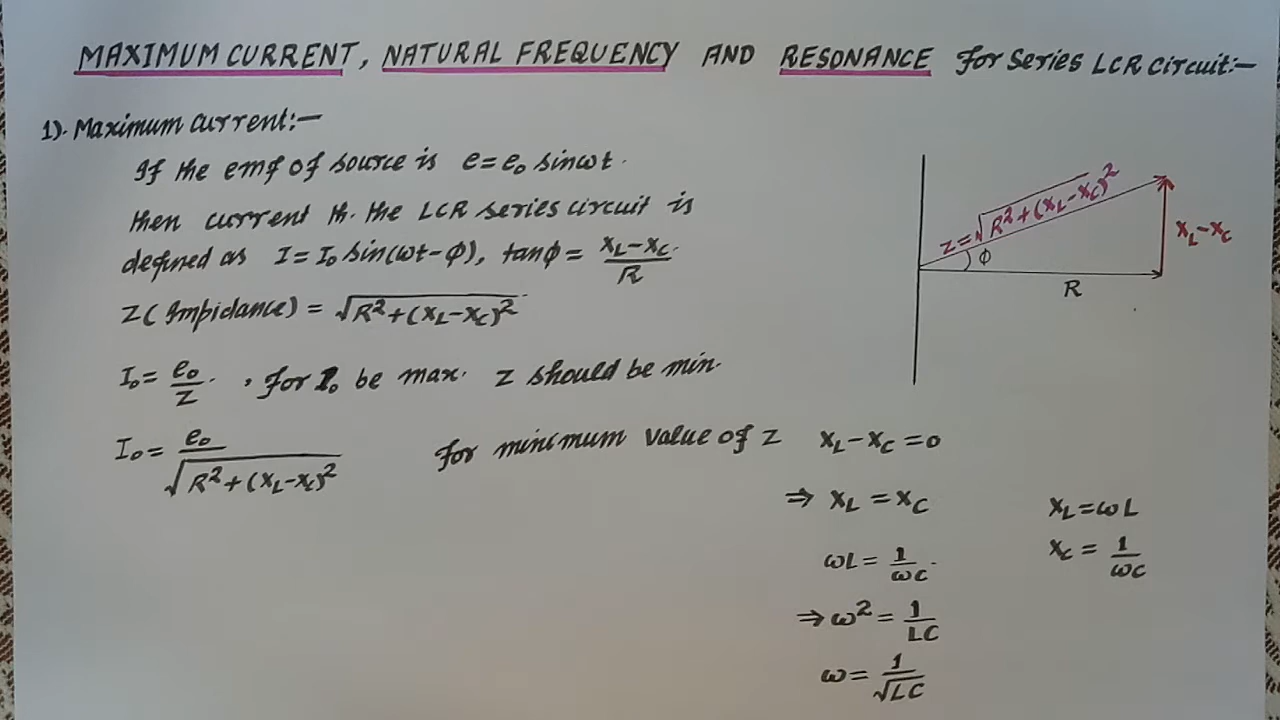 MAXIMUM CURRENT, NATURAL FREQUENCY AND RESONANCE for Series LCR Circuit:-
1). Maximum Current:-
If the emf of source is e = e₀ sinωt.
then current in the LCR series circuit is
defined as I = I₀ sin(ωt-φ), tanφ = (X_L-X_C)/R
Z (Impidance) = √(R²+(X_L-X_C)²)
I₀ = e₀/Z. , for I₀ be max. Z should be min.
I₀ = e₀/√(R²+(X_L-X_C)²) for minimum value of Z X_L-X_C = 0
⇒ X_L = X_C
ωL = 1/ωC
⇒ ω² = 1/LC
ω = 1/√LC
X_L = ωL
X_C = 1/ωC
Z = √(R²+(X_L-X_C)²)
φ
X_L-X_C
R